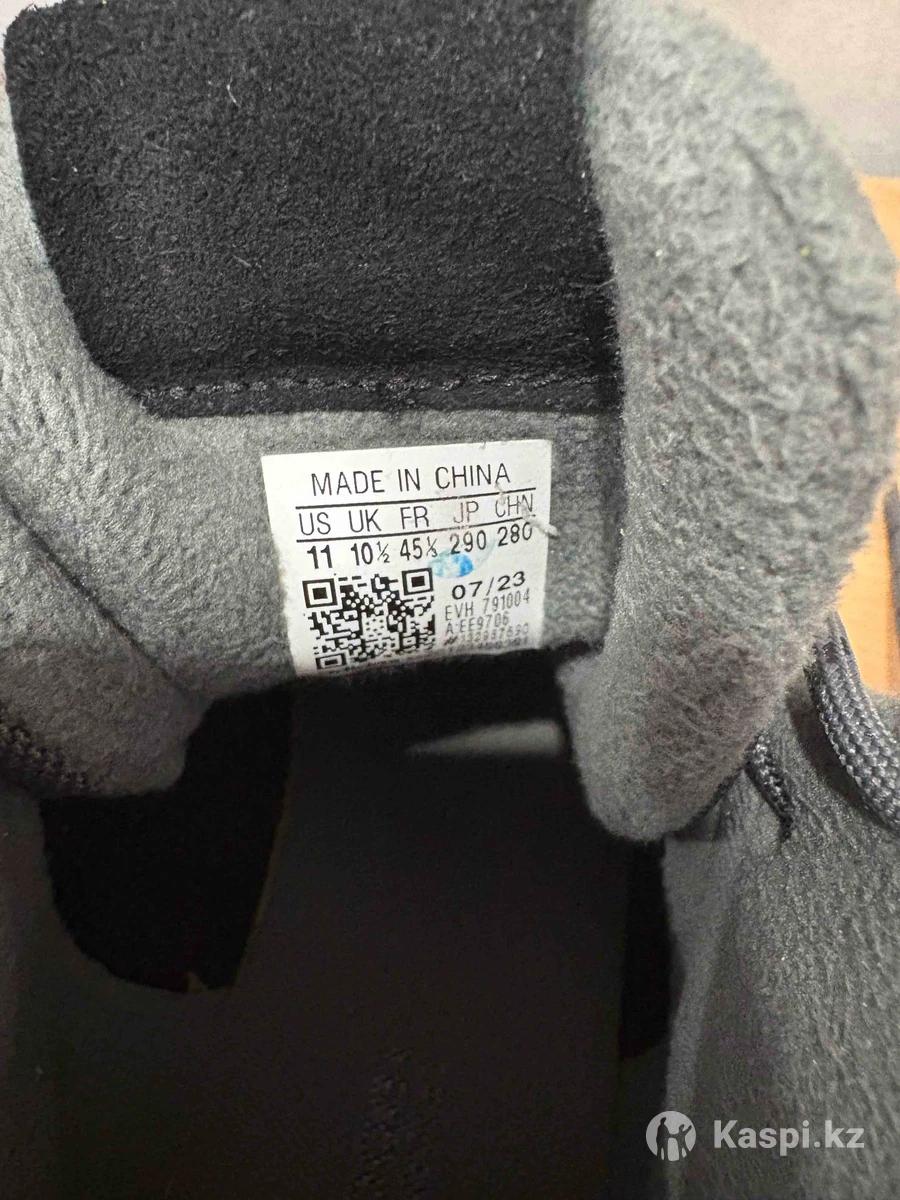 MADE IN CHINA
US UK FR JP CHN
11 10½ 45⅓ 290 280
07/23
EVH 791004
A:EE9706
Kaspi.kz